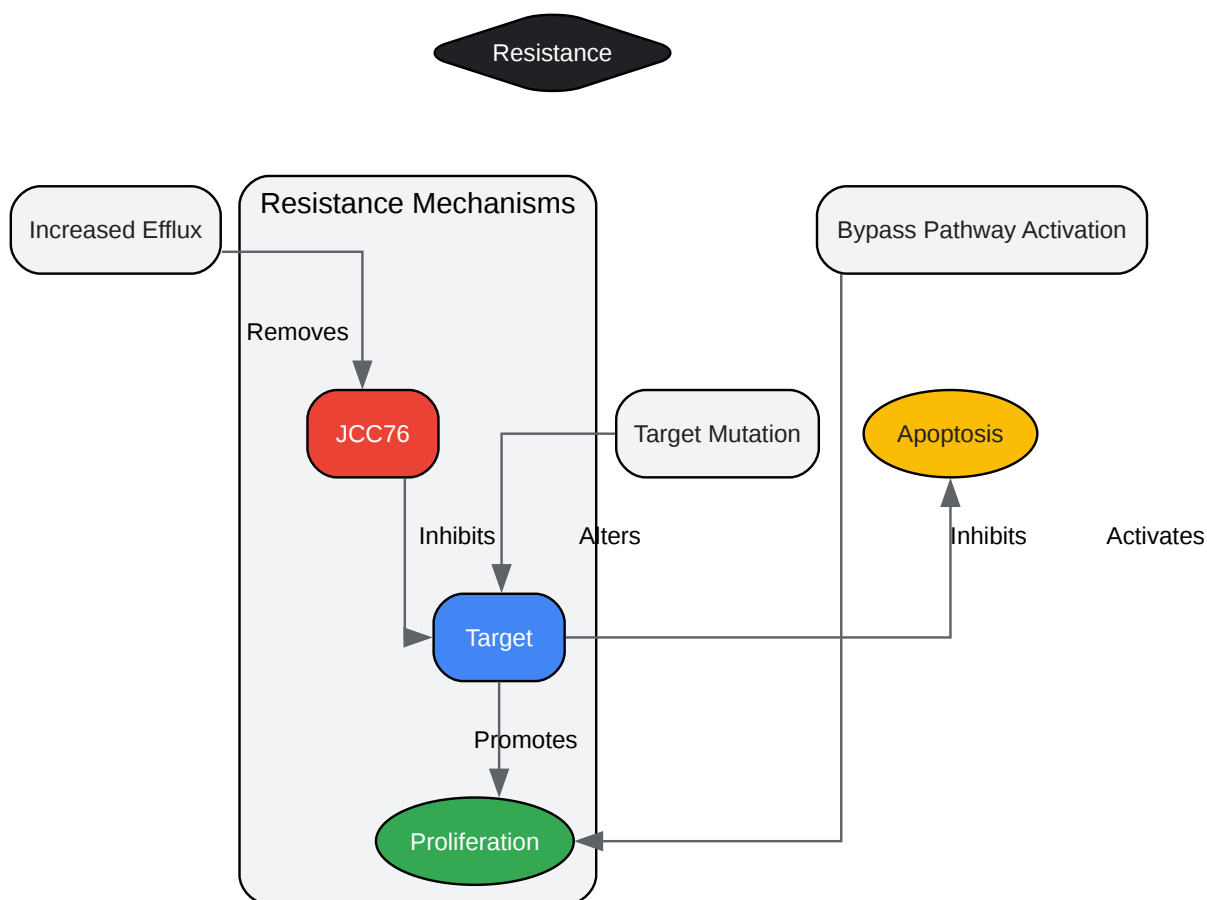 Resistance
Resistance Mechanisms
Increased Efflux
Bypass Pathway Activation
Removes
JCC76
Target Mutation
Apoptosis
Inhibits
Alters
Inhibits
Activates
Target
Promotes
Proliferation